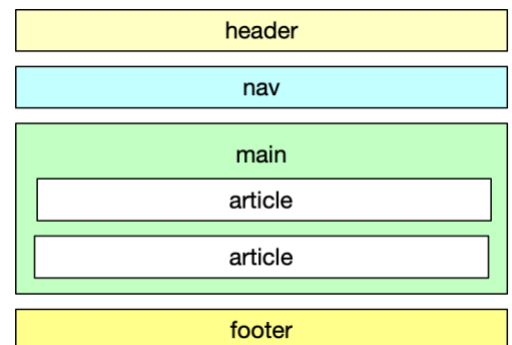 header
nav
main
article
article
footer